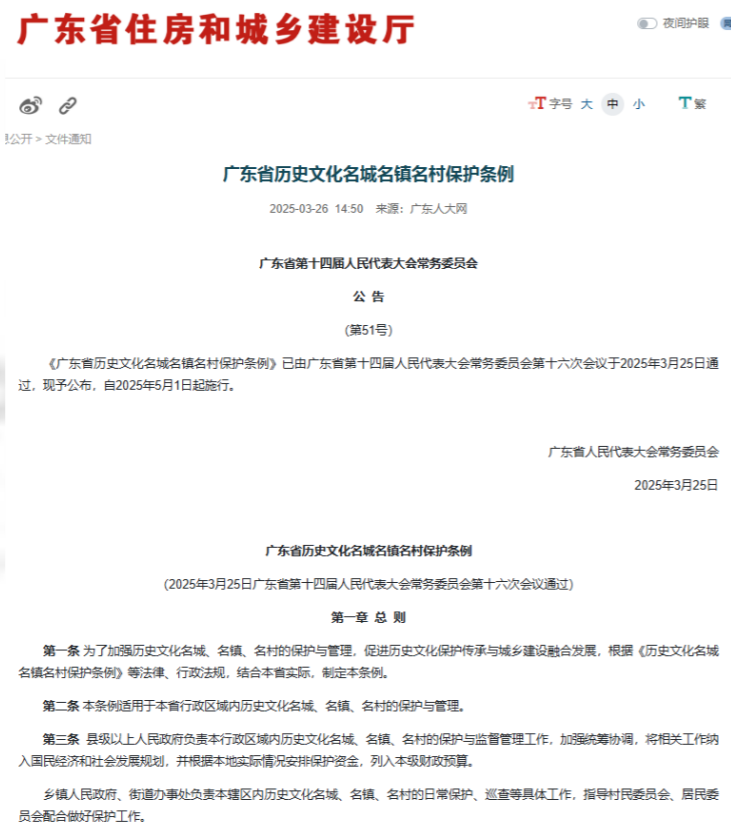 广东省住房和城乡建设厅
夜间护眼
字号 大 中 小 繁
公开 > 文件通知
广东省历史文化名城名镇名村保护条例
2025-03-26 14:50 来源：广东人大网
广东省第十四届人民代表大会常务委员会
公 告
（第51号）
《广东省历史文化名城名镇名村保护条例》已由广东省第十四届人民代表大会常务委员会第十六次会议于2025年3月25日通
过，现予公布，自2025年5月1日起施行。
广东省人民代表大会常务委员会
2025年3月25日
广东省历史文化名城名镇名村保护条例
（2025年3月25日广东省第十四届人民代表大会常务委员会第十六次会议通过）
第一章 总 则
第一条 为了加强历史文化名城、名镇、名村的保护与管理，促进历史文化保护传承与城乡建设融合发展，根据《历史文化名城
名镇名村保护条例》等法律、行政法规，结合本省实际，制定本条例。
第二条 本条例适用于本省行政区域内历史文化名城、名镇、名村的保护与管理。
第三条 县级以上人民政府负责本行政区域内历史文化名城、名镇、名村的保护与监督管理工作，加强统筹协调，将相关工作纳
入国民经济和社会发展规划，并根据本地实际情况安排保护资金，列入本级财政预算。
乡镇人民政府、街道办事处负责本辖区内历史文化名城、名镇、名村的日常保护、巡查等具体工作，指导村民委员会、居民委
员会配合做好保护工作。